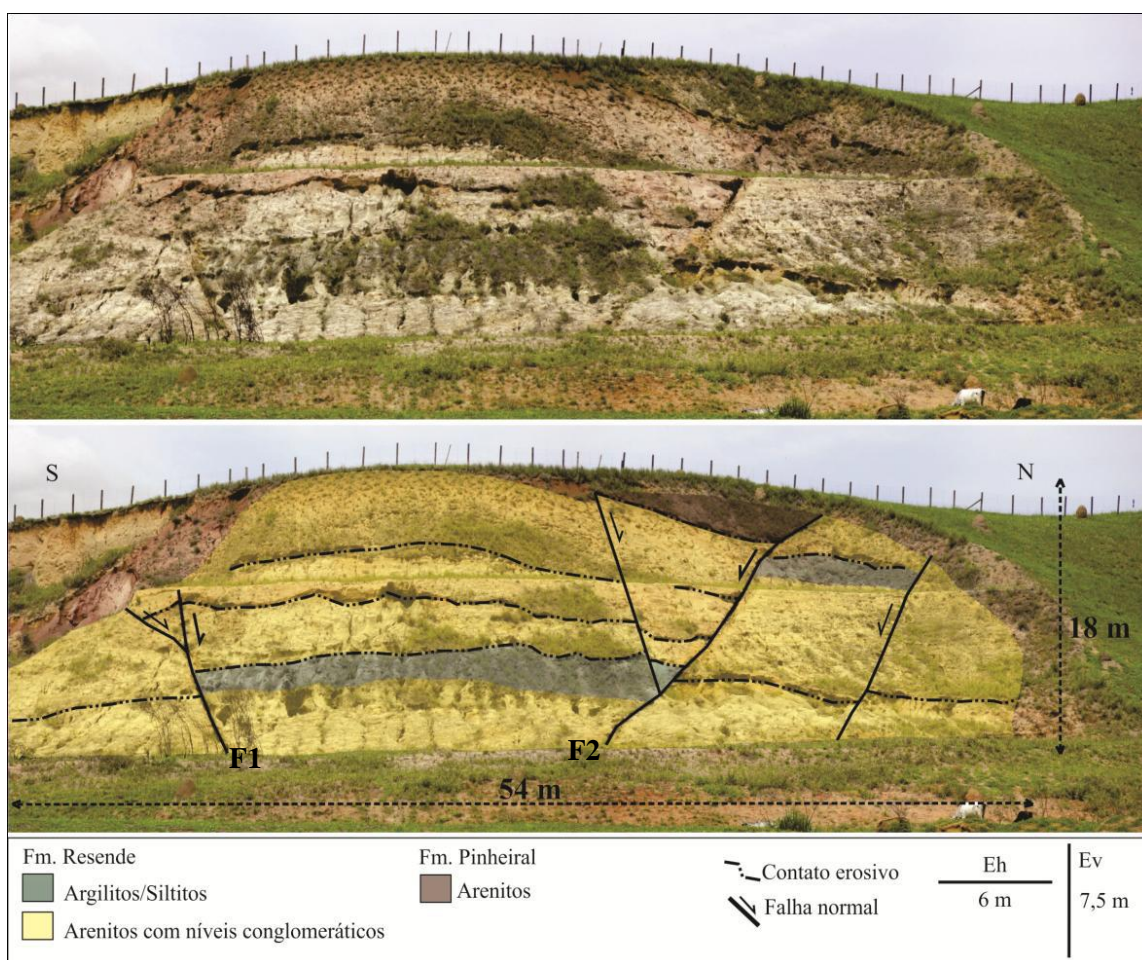 S
N
18 m
F1
F2
54 m
Fm. Resende
Argilitos/Siltitos
Arenitos com níveis conglomeráticos
Fm. Pinheiral
Arenitos
Contato erosivo
Falha normal
Eh
6 m
Ev
7,5 m